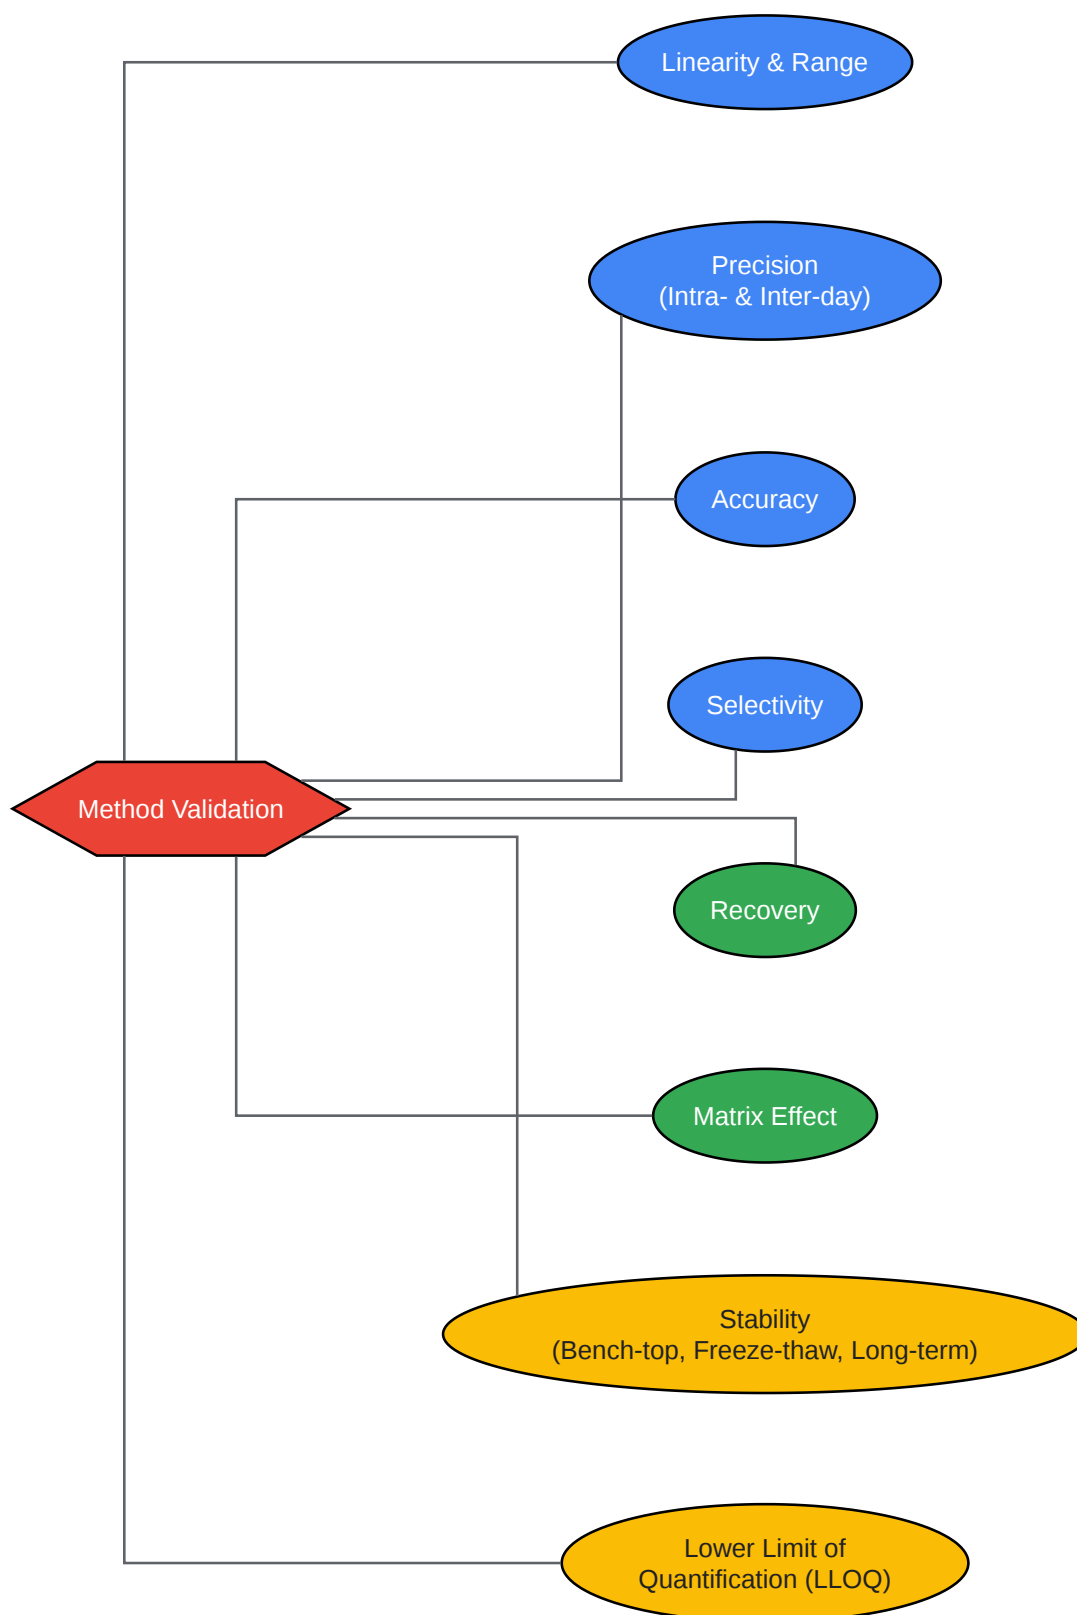 Linearity & Range
Precision
(Intra- & Inter-day)
Accuracy
Selectivity
Method Validation
Recovery
Matrix Effect
Stability
(Bench-top, Freeze-thaw, Long-term)
Lower Limit of
Quantification (LLOQ)